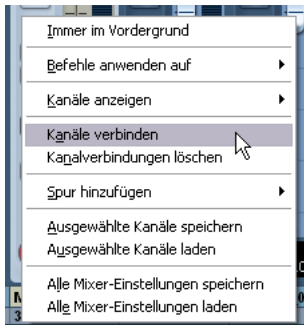 Immer im Vordergrund
Befehle anwenden auf
Kanäle anzeigen
Kanäle verbinden
Kanalverbindungen löschen
Spur hinzufügen
Ausgewählte Kanäle speichern
Ausgewählte Kanäle laden
Alle Mixer-Einstellungen speichern
Alle Mixer-Einstellungen laden